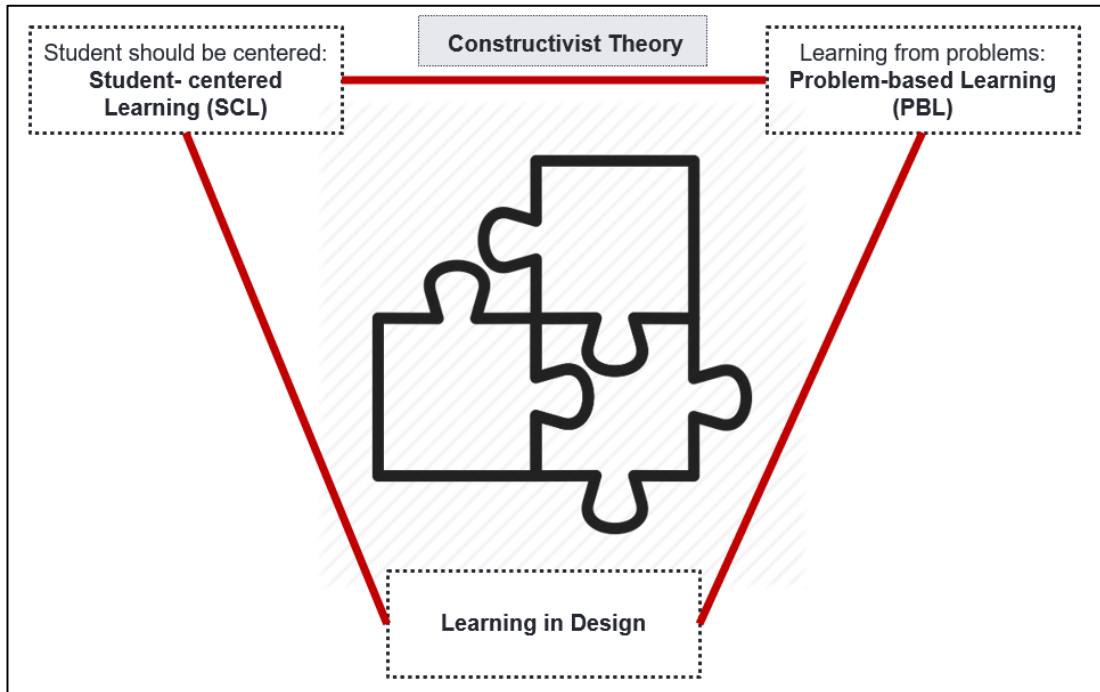 Student should be centered:
Student- centered
Learning (SCL)
Constructivist Theory
Learning from problems:
Problem-based Learning
(PBL)
Learning in Design